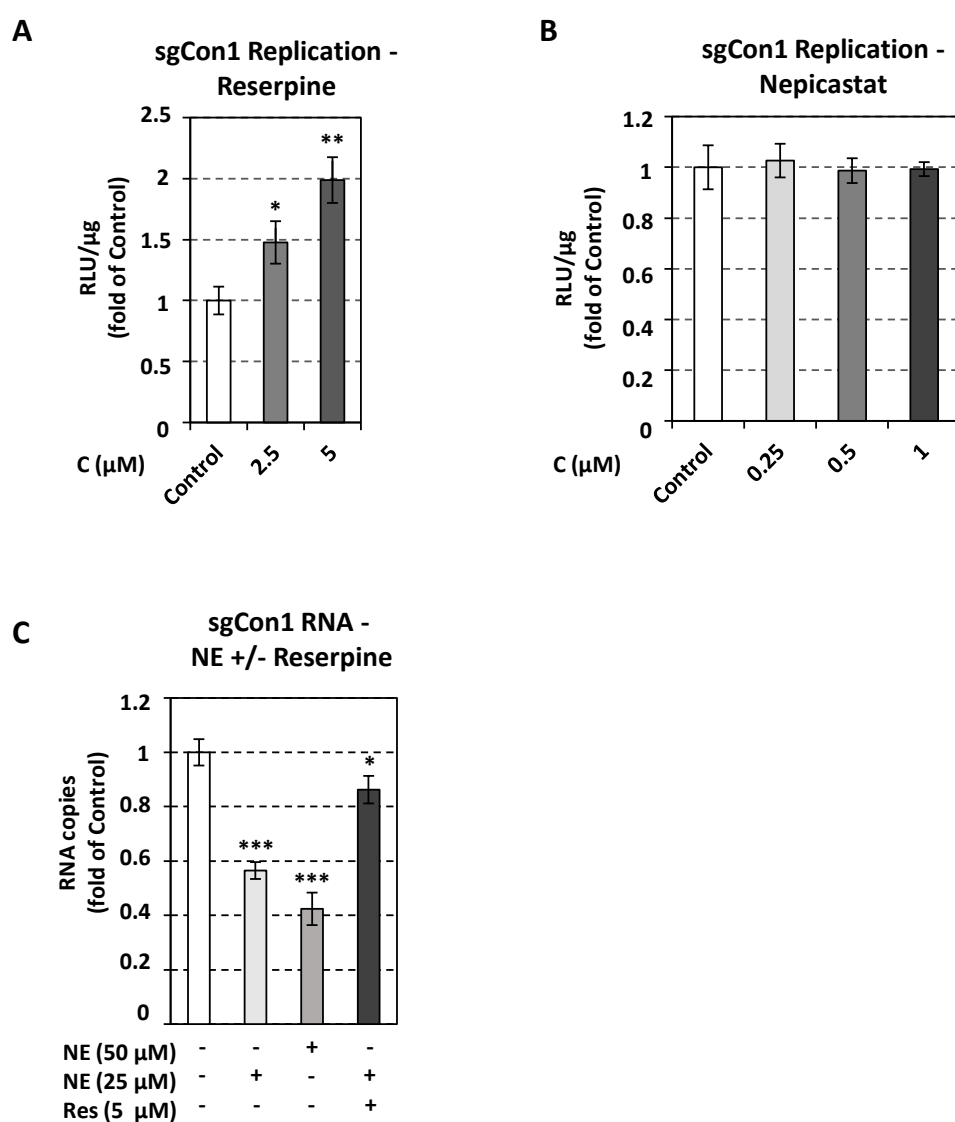 A
sgCon1 Replication -
Reserpine
2.5
2
1.5
1
0.5
0
RLU/µg
(fold of Control)
*
**
C (µM)
Control
2.5
5
B
sgCon1 Replication -
Nepicastat
1.2
1
0.8
0.6
0.4
0.2
0
RLU/µg
(fold of Control)
C (µM)
Control
0.25
0.5
1
C
sgCon1 RNA -
NE +/- Reserpine
1.2
1
0.8
0.6
0.4
0.2
0
RNA copies
(fold of Control)
***
***
*
NE (50 µM) - - + -
NE (25 µM) - + - +
Res (5 µM) - - - +